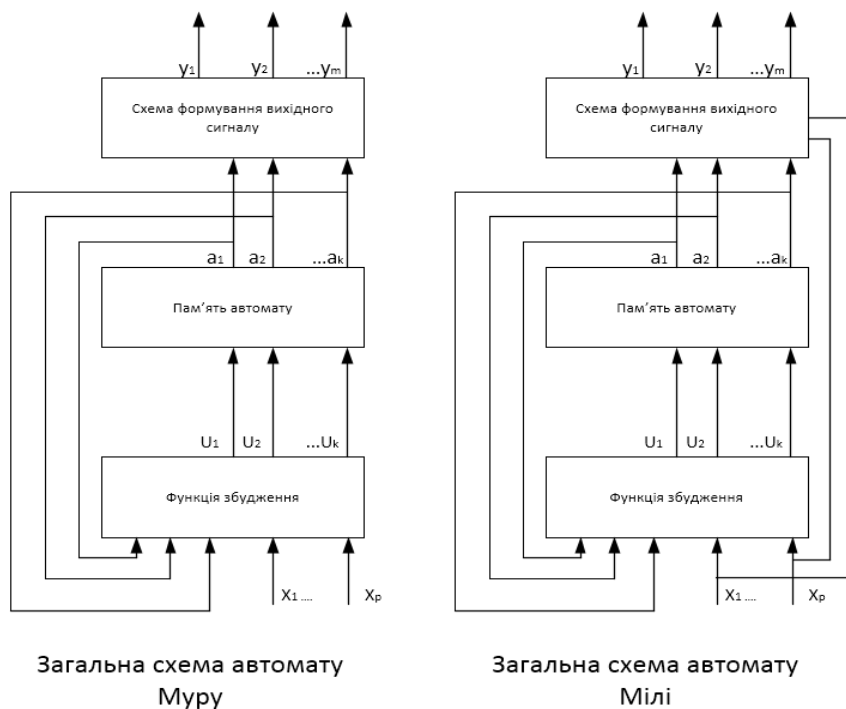 y1 y2 ...ym
Схема формування вихідного
сигналу
a1 a2 ...ak
Пам’ять автомату
U1 U2 ...Uk
Функція збудження
X1 .... Xp
Загальна схема автомату
Муру
y1 y2 ...ym
Схема формування вихідного
сигналу
a1 a2 ...ak
Пам’ять автомату
U1 U2 ...Uk
Функція збудження
X1 .... Xp
Загальна схема автомату
Мілі